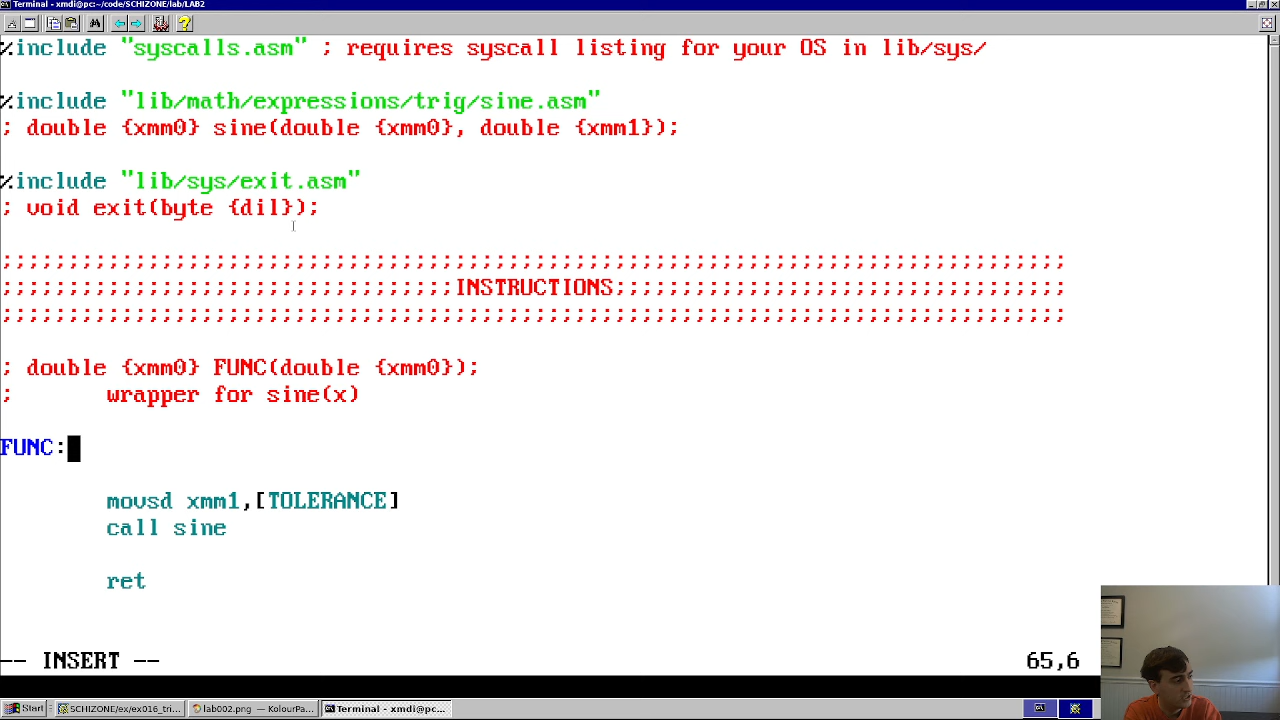 Terminal - xmdi@pc:~/code/SCHIZONE/lab/LAB2
%include "syscalls.asm" ; requires syscall listing for your OS in lib/sys/
%include "lib/math/expressions/trig/sine.asm"
; double {xmm0} sine(double {xmm0}, double {xmm1});
%include "lib/sys/exit.asm"
; void exit(byte {dil});
;;;;;;;;;;;;;;;;;;;;;;;;;;;;;;;;;;;;;;;;;;;;;;;;;;;;;;;;;;;;;;;;;;;;;;;;;;;;;;;;
;;;;;;;;;;;;;;;;;;;;;;;;;;;;;;;;;;INSTRUCTIONS;;;;;;;;;;;;;;;;;;;;;;;;;;;;;;;;;;
;;;;;;;;;;;;;;;;;;;;;;;;;;;;;;;;;;;;;;;;;;;;;;;;;;;;;;;;;;;;;;;;;;;;;;;;;;;;;;;;
; double {xmm0} FUNC(double {xmm0});
;       wrapper for sine(x)
FUNC:
        movsd xmm1,[TOLERANCE]
        call sine
        ret
-- INSERT -- 65,6
Start SCHIZONE/ex/ex016_tri... lab002.png — KolourPa... Terminal - xmdi@pc...